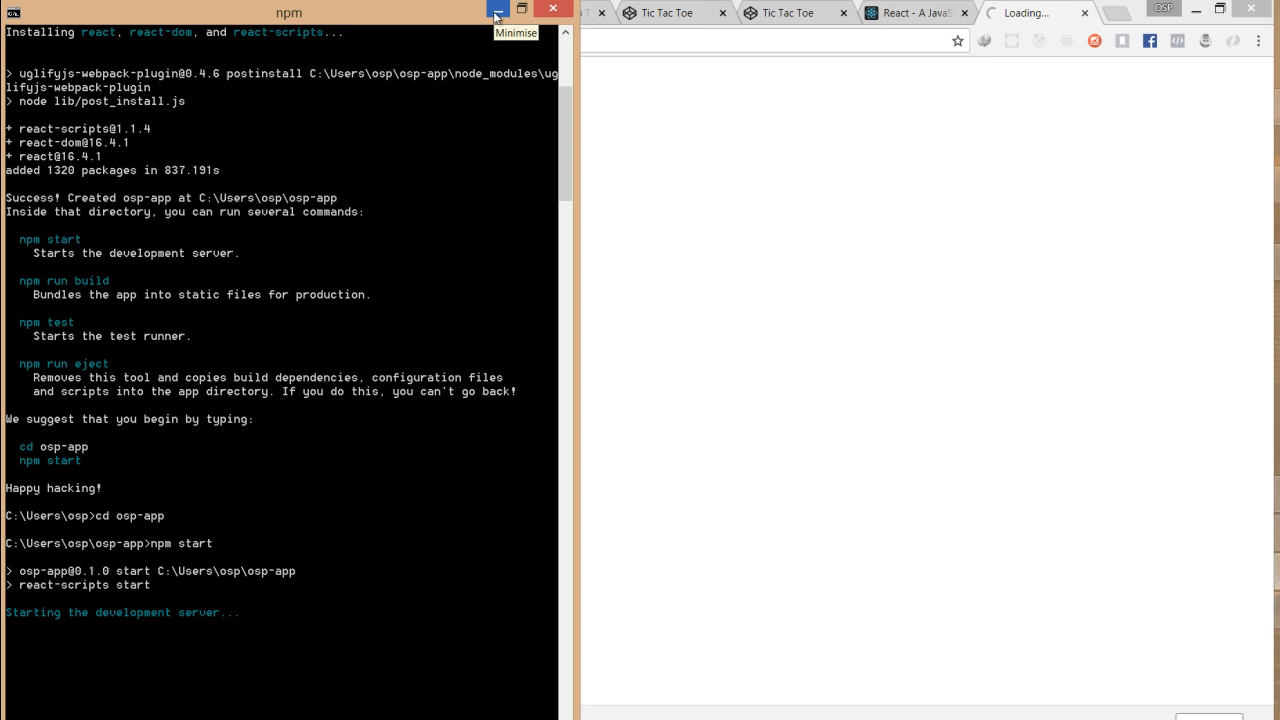 npm
Minimise
Installing react, react-dom, and react-scripts...
> uglifyjs-webpack-plugin@0.4.6 postinstall C:\Users\osp\osp-app\node_modules\ug
lifyjs-webpack-plugin
> node lib/post_install.js
+ react-scripts@1.1.4
+ react-dom@16.4.1
+ react@16.4.1
added 1320 packages in 837.191s
Success! Created osp-app at C:\Users\osp\osp-app
Inside that directory, you can run several commands:
npm start
Starts the development server.
npm run build
Bundles the app into static files for production.
npm test
Starts the test runner.
npm run eject
Removes this tool and copies build dependencies, configuration files
and scripts into the app directory. If you do this, you can't go back!
We suggest that you begin by typing:
cd osp-app
npm start
Happy hacking!
C:\Users\osp>cd osp-app
C:\Users\osp\osp-app>npm start
> osp-app@0.1.0 start C:\Users\osp\osp-app
> react-scripts start
Starting the development server...
Tic Tac Toe
Tic Tac Toe
React - A JavaS
Loading...
OSP